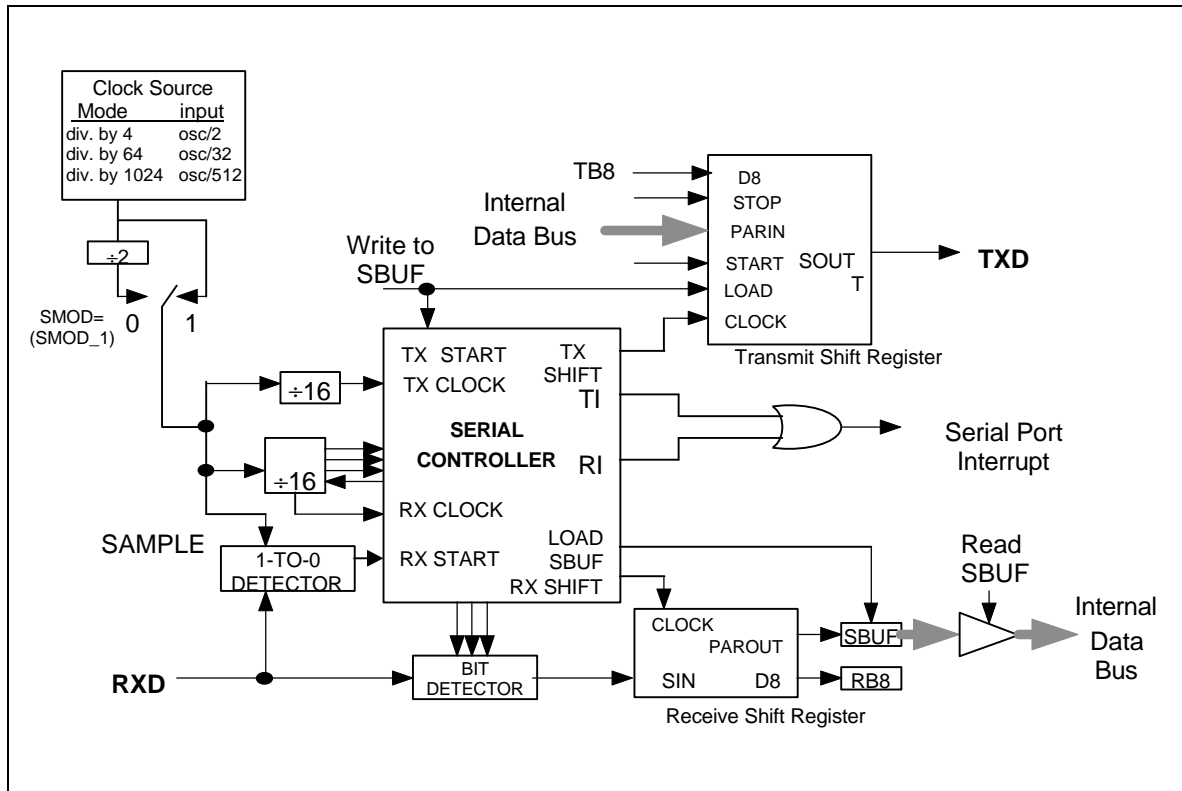 Clock Source
Mode input
div. by 4 osc/2
div. by 64 osc/32
div. by 1024 osc/512
÷2
SMOD=
(SMOD_1)
0 1
TB8
Internal
Data Bus
Write to
SBUF
D8
STOP
PARIN
START
LOAD
CLOCK
SOUT
T
TXD
Transmit Shift Register
÷16
÷16
TX START
TX CLOCK
SERIAL
CONTROLLER
RX CLOCK
RX START
TX
SHIFT
TI
RI
LOAD
SBUF
RX SHIFT
Serial Port
Interrupt
SAMPLE
1-TO-0
DETECTOR
RXD
BIT
DETECTOR
CLOCK
PAROUT
SIN D8
Receive Shift Register
SBUF
RB8
Read
SBUF
Internal
Data
Bus